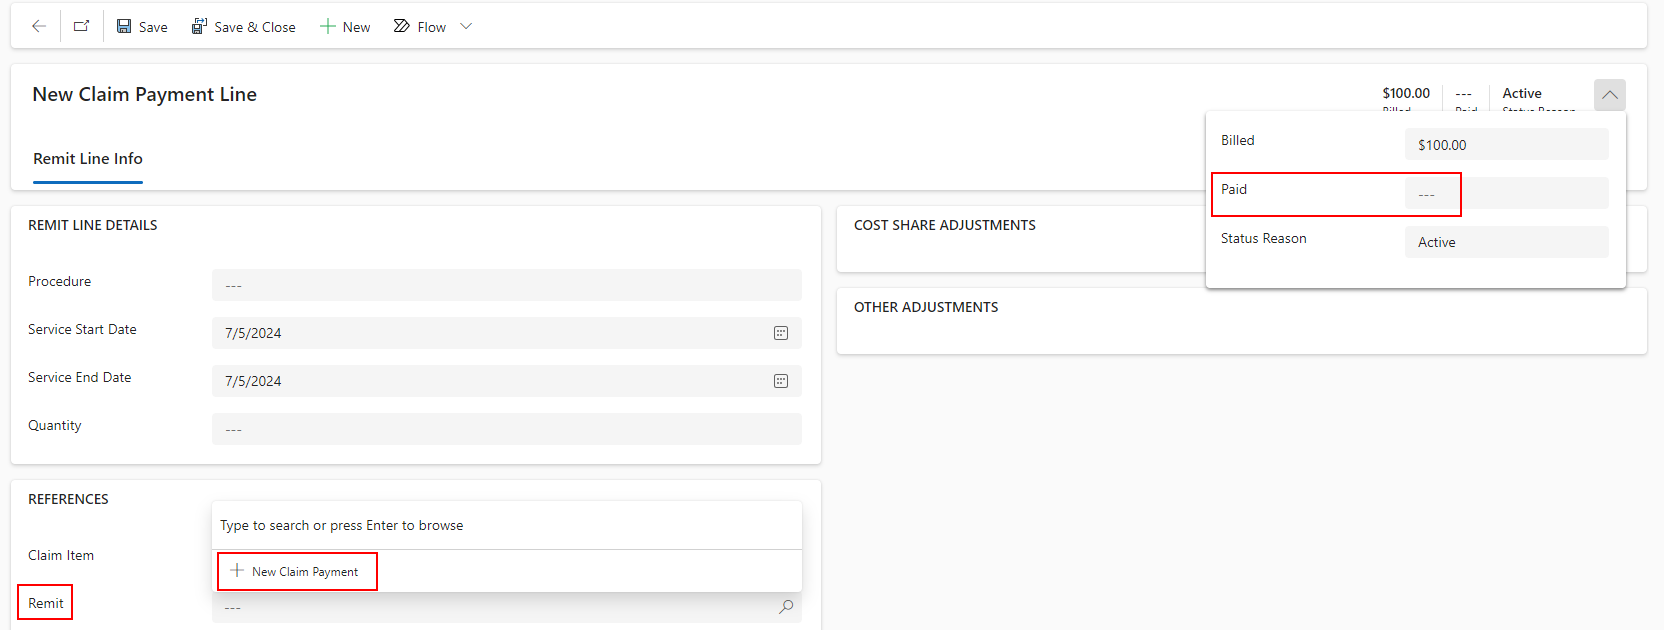 Save
Save & Close
New
Flow
New Claim Payment Line
$100.00
---
Active
Billed
Paid
Status Reason
Remit Line Info
Billed
$100.00
Paid
---
Status Reason
Active
REMIT LINE DETAILS
Procedure
---
Service Start Date
7/5/2024
Service End Date
7/5/2024
Quantity
---
COST SHARE ADJUSTMENTS
OTHER ADJUSTMENTS
REFERENCES
Type to search or press Enter to browse
Claim Item
New Claim Payment
Remit
---